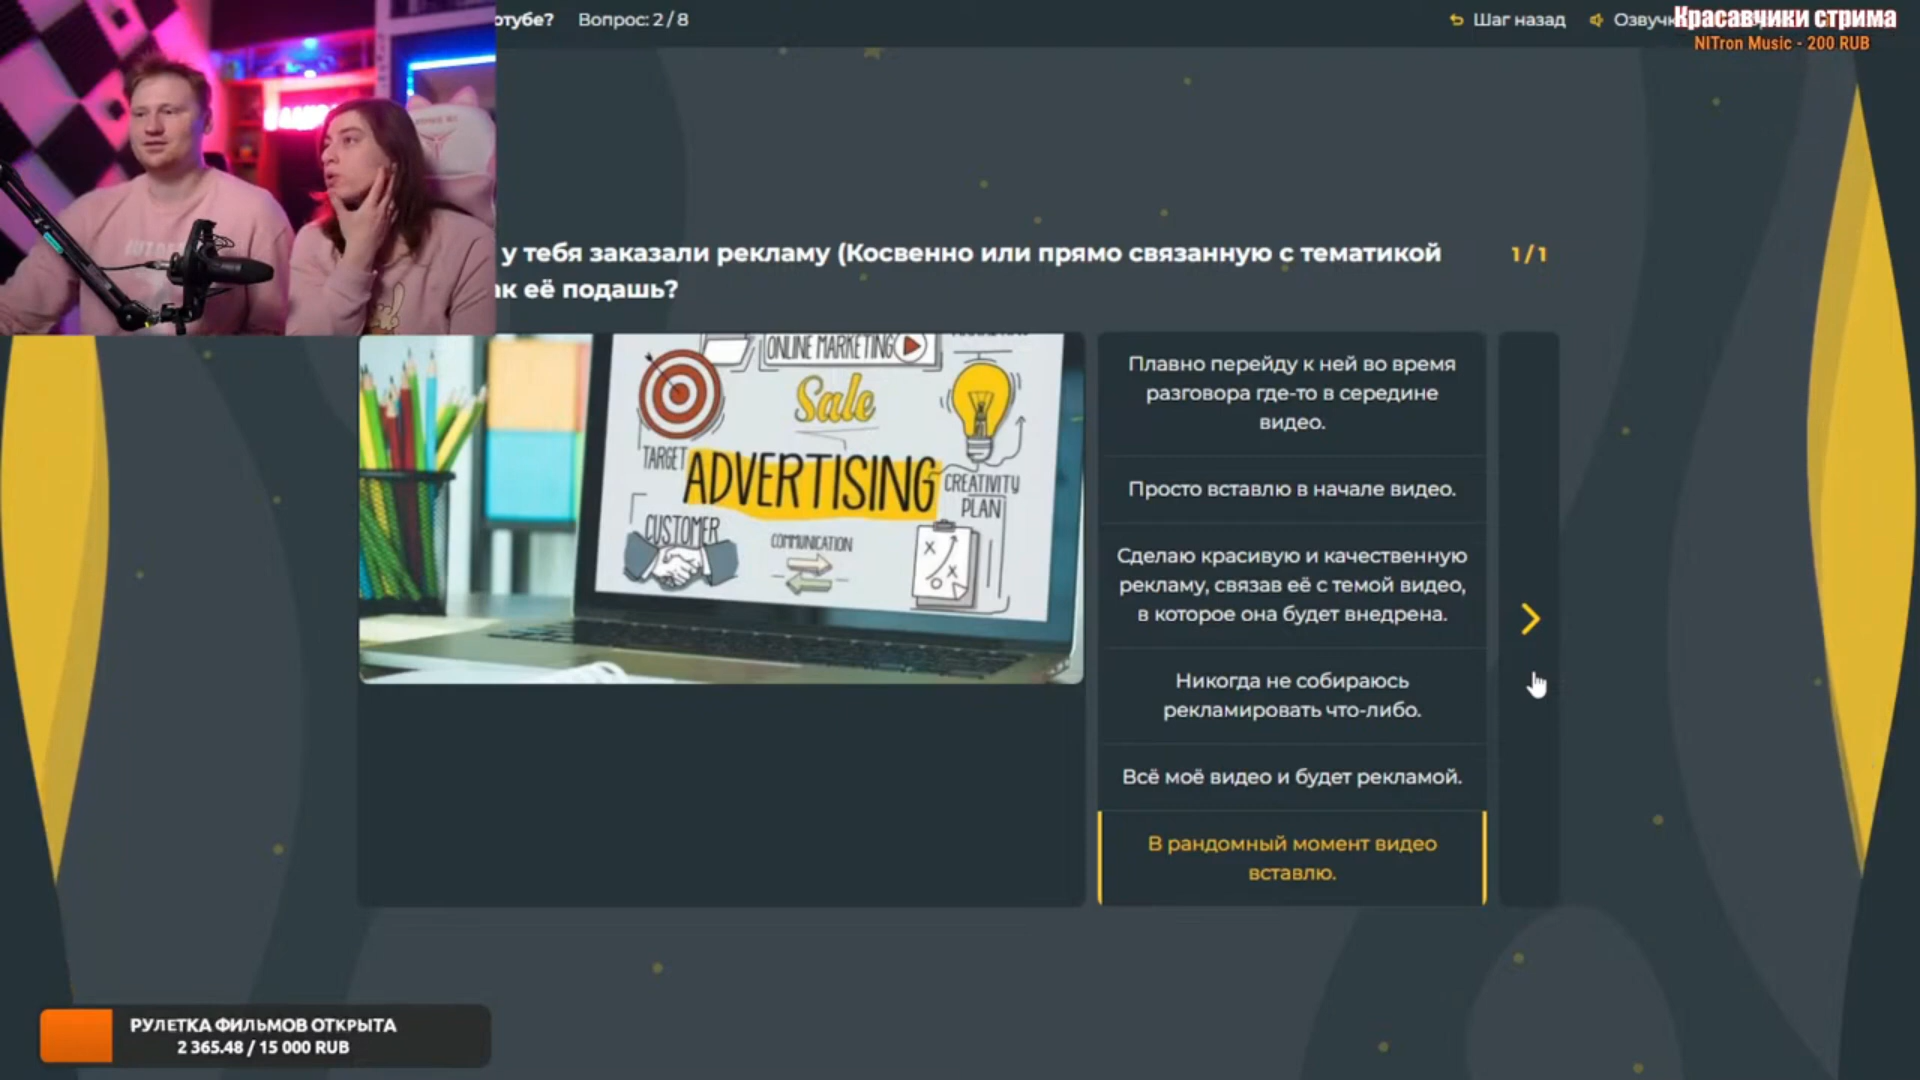 Вопрос: 2 / 8
Шаг назад
Красавчики стрима
NITron Music - 200 RUB
у тебя заказали рекламу (Косвенно или прямо связанную с тематикой
1 / 1
её подашь?
ONLINE MARKETING
Sale
TARGET
ADVERTISING
CREATIVITY
PLAN
CUSTOMER
COMMUNICATION
Плавно перейду к ней во время
разговора где-то в середине
видео.
Просто вставлю в начале видео.
Сделаю красивую и качественную
рекламу, связав её с темой видео,
в которое она будет внедрена.
Никогда не собираюсь
рекламировать что-либо.
Всё моё видео и будет рекламой.
В рандомный момент видео
вставлю.
РУЛЕТКА ФИЛЬМОВ ОТКРЫТА
2 365.48 / 15 000 RUB